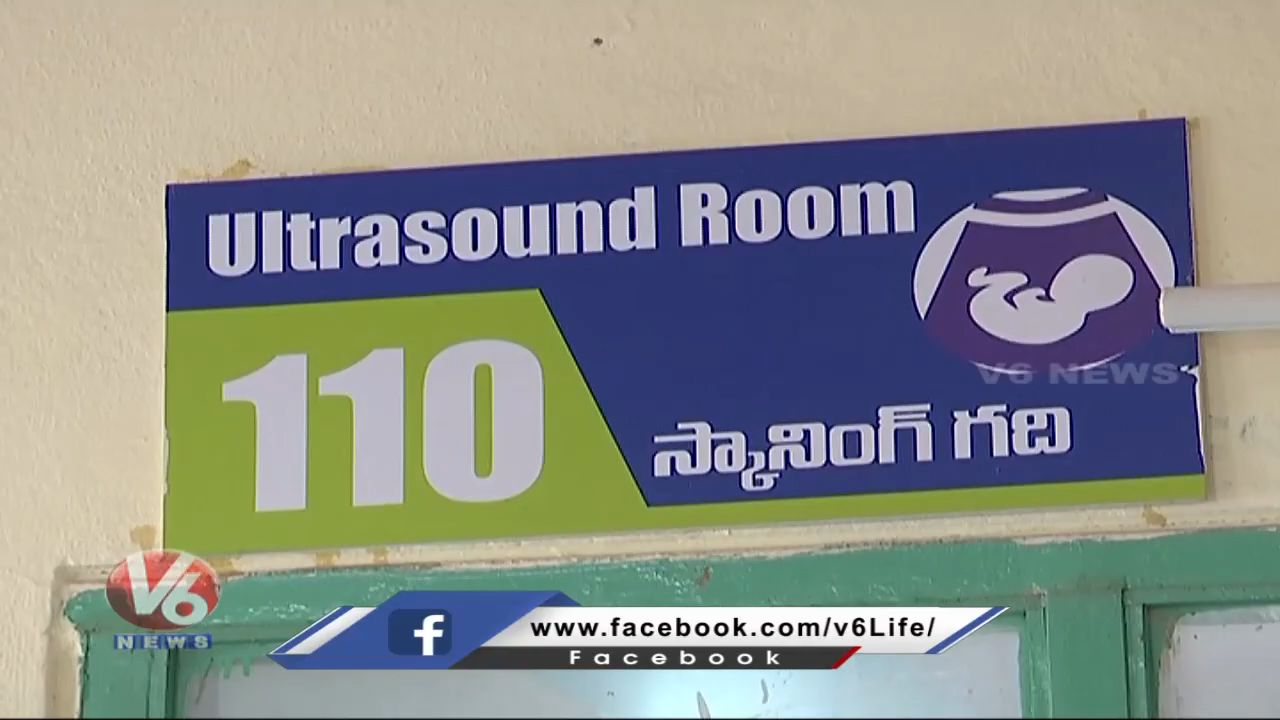 Ultrasound Room
110
స్కానింగ్ గది
V6 NEWS
V6
NEWS
www.facebook.com/v6Life/
Facebook